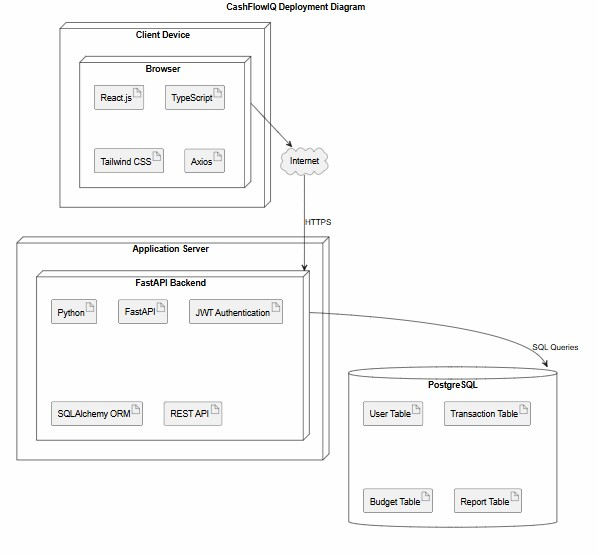 CashFlowIQ Deployment Diagram
Client Device
Browser
React.js
TypeScript
Tailwind CSS
Axios
Internet
HTTPS
Application Server
FastAPI Backend
Python
FastAPI
JWT Authentication
SQL Queries
SQLAlchemy ORM
REST API
PostgreSQL
User Table
Transaction Table
Budget Table
Report Table